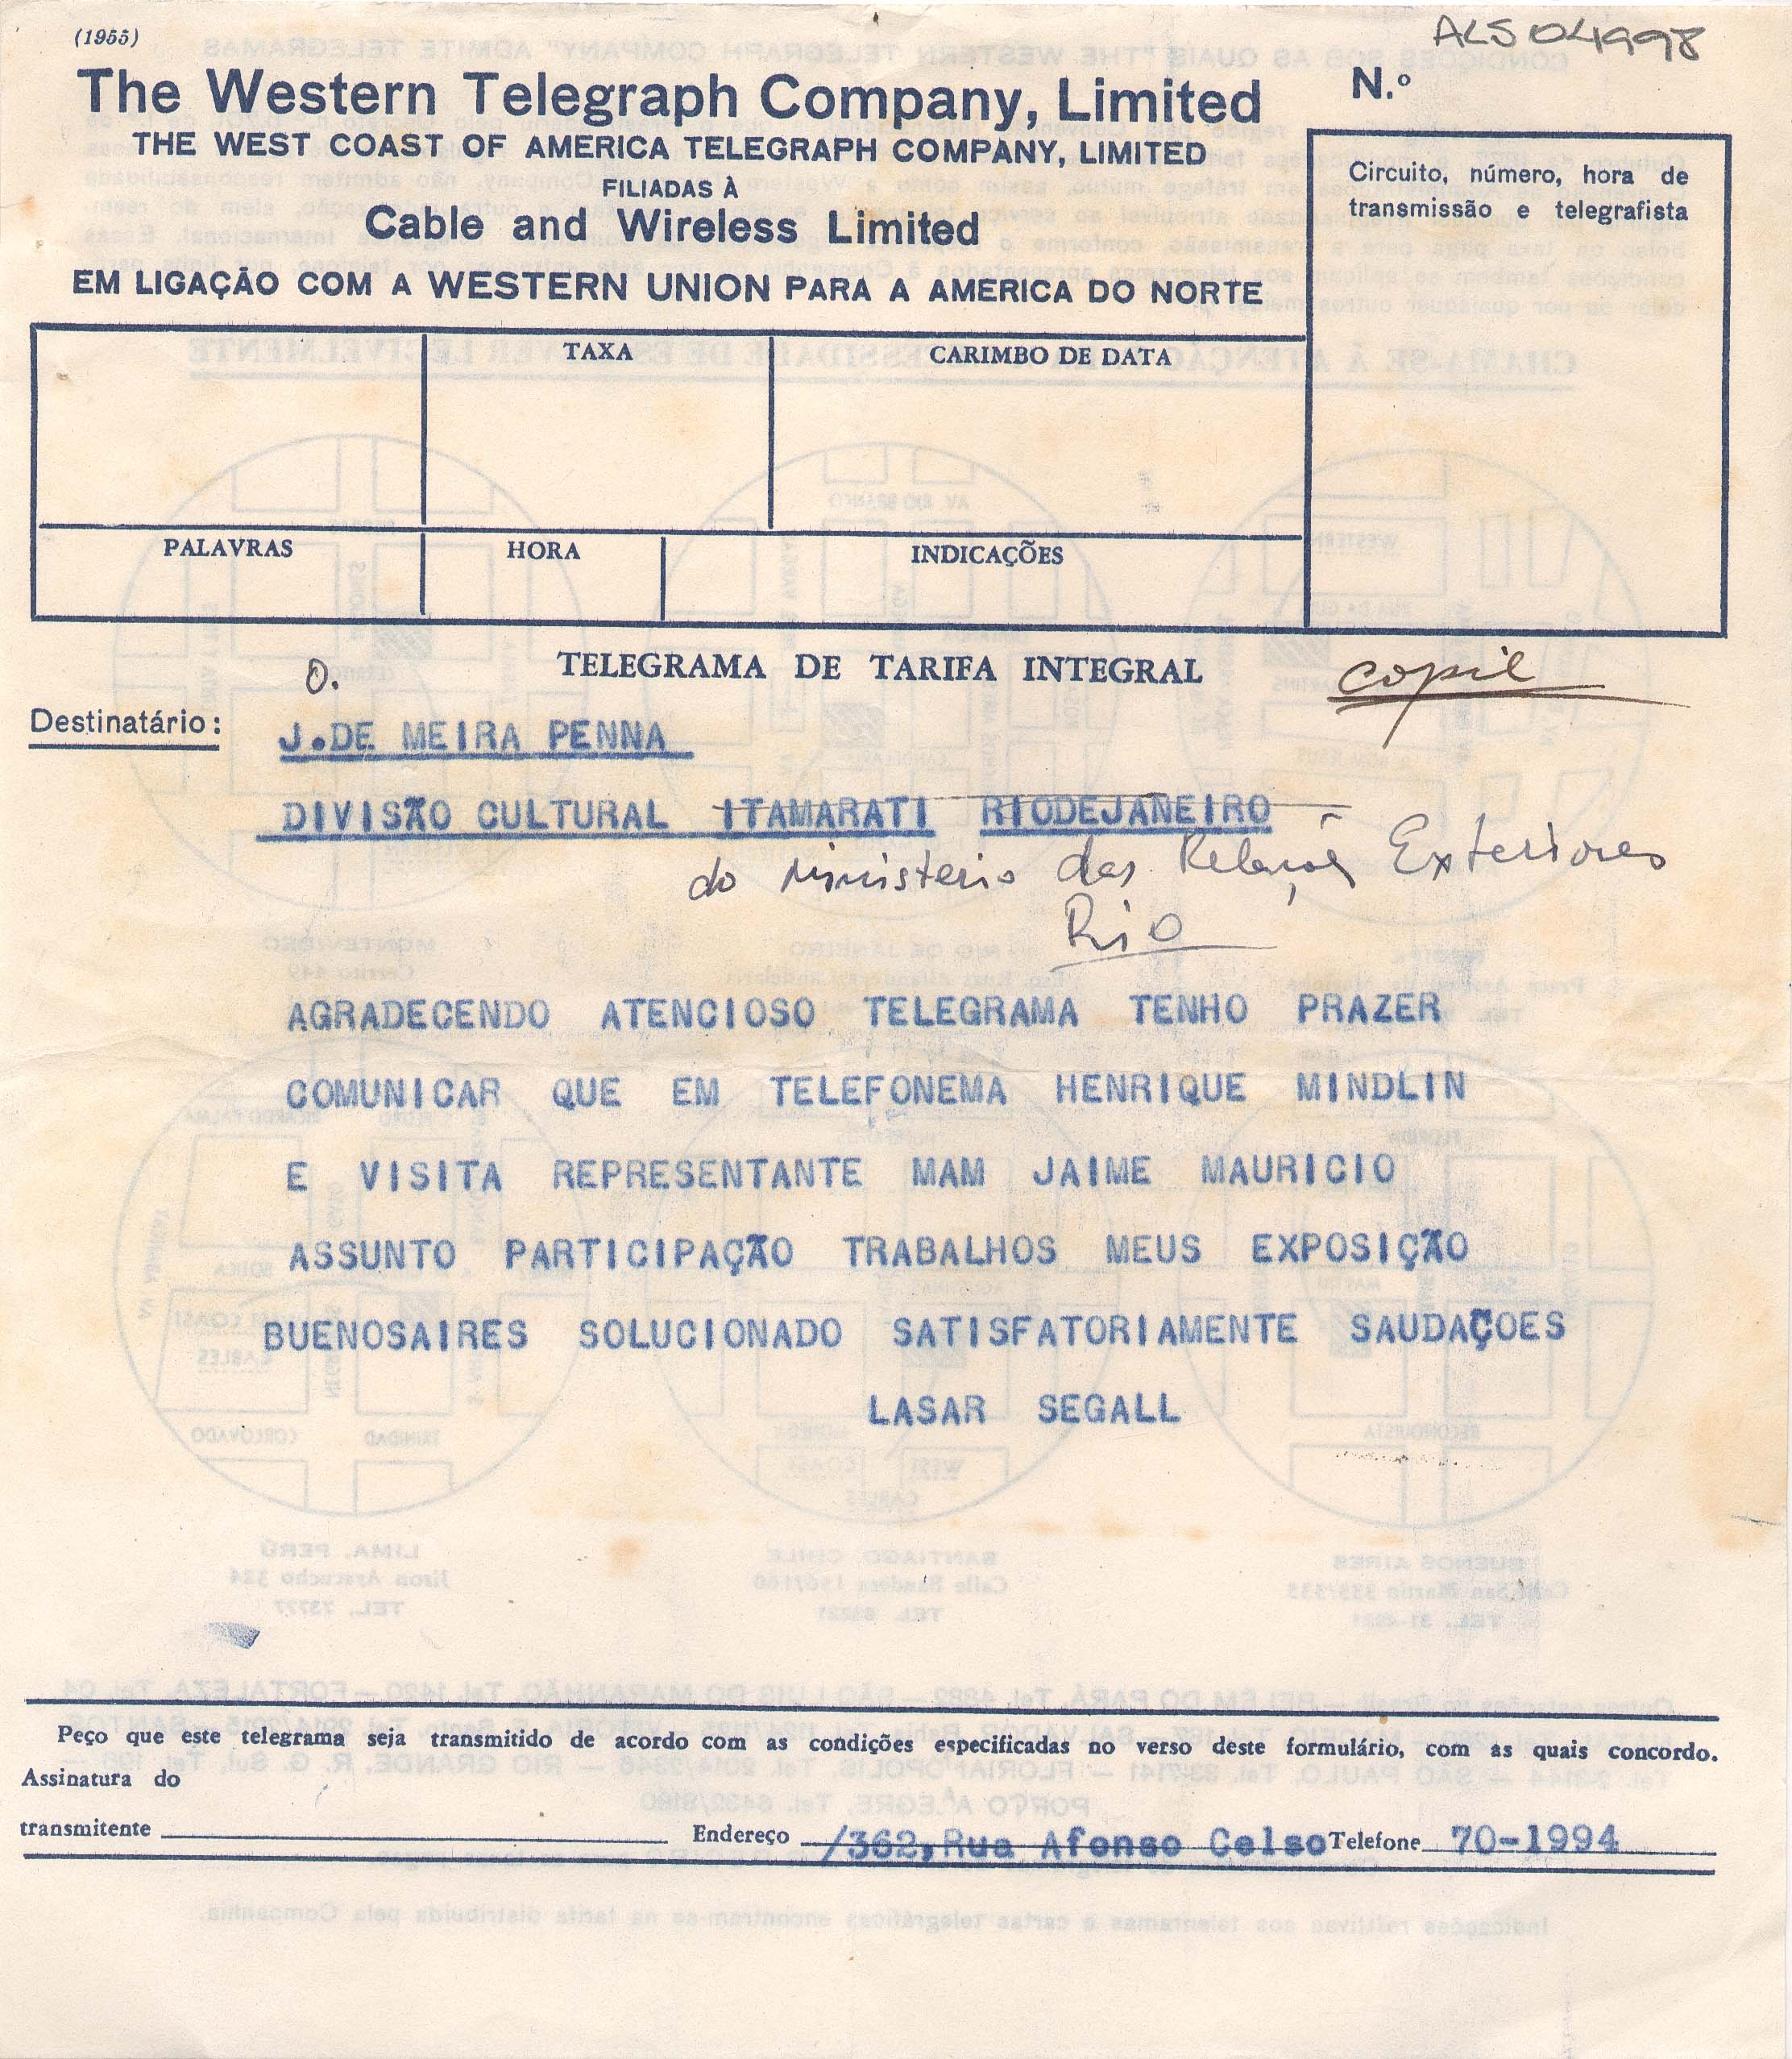 (1955)
ALS 04998
The Western Telegraph Company, Limited
N.º
THE WEST COAST OF AMERICA TELEGRAPH COMPANY, LIMITED
FILIADAS À
Cable and Wireless Limited
EM LIGAÇÃO COM A WESTERN UNION PARA A AMERICA DO NORTE
Circuito, número, hora de
transmissão e telegrafista
TAXA
CARIMBO DE DATA
PALAVRAS
HORA
INDICAÇÕES
TELEGRAMA DE TARIFA INTEGRAL
O.
Destinatário:
J.DE MEIRA PENNA
DIVISÃO CULTURAL ITAMARATI RIODEJANEIRO
do Ministerio das Relações Exteriores
Rio
AGRADECENDO ATENCIOSO TELEGRAMA TENHO PRAZER
COMUNICAR QUE EM TELEFONEMA HENRIQUE MINDLIN
E VISITA REPRESENTANTE MAM JAIME MAURICIO
ASSUNTO PARTICIPAÇÃO TRABALHOS MEUS EXPOSIÇÃO
BUENOSAIRES SOLUCIONADO SATISFATORIAMENTE SAUDAÇOES
LASAR SEGALL
Peço que este telegrama seja transmitido de acordo com as condições especificadas no verso deste formulário, com as quais concordo.
Assinatura do
transmitente
Endereço /362,Rua Afonso Celso Telefone 70-1994